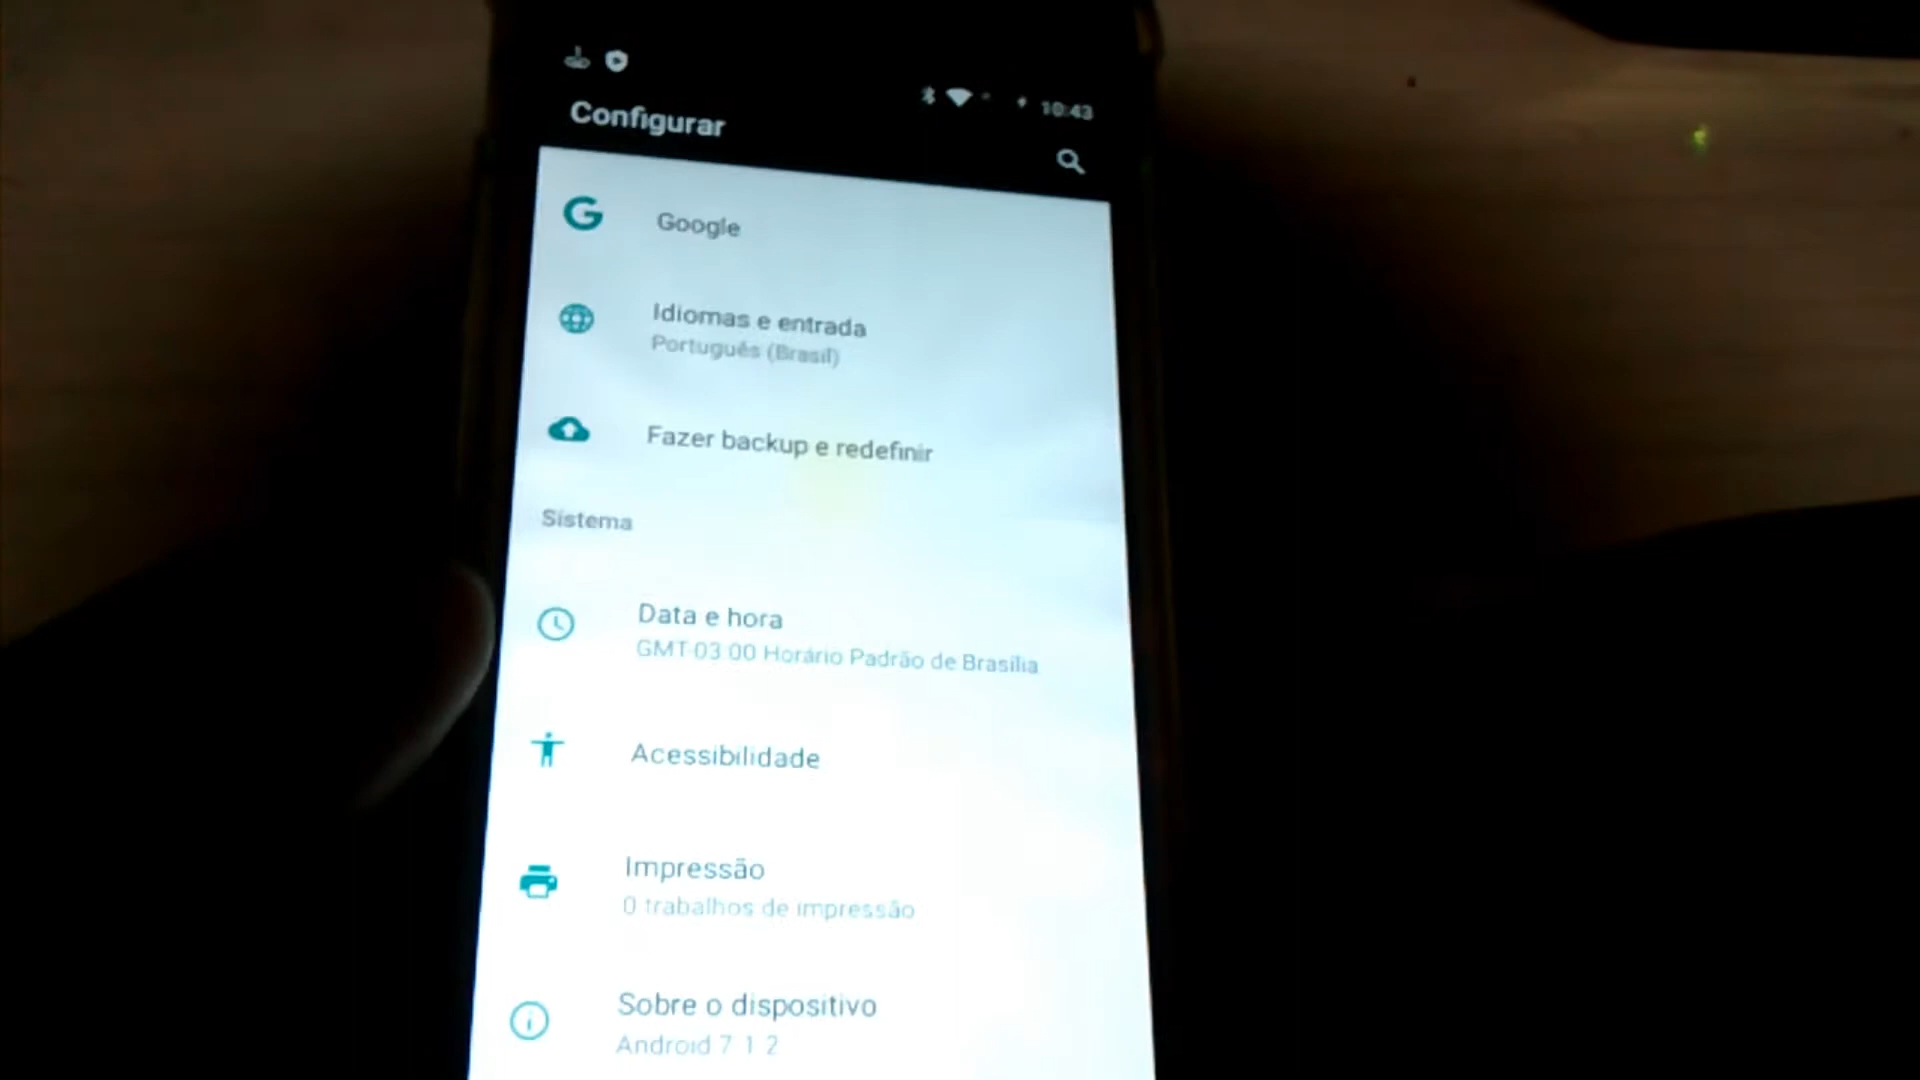 10:43
Configurar
Google
Idiomas e entrada
Português (Brasil)
Fazer backup e redefinir
Sistema
Data e hora
GMT-03:00 Horário Padrão de Brasília
Acessibilidade
Impressão
0 trabalhos de impressão
Sobre o dispositivo
Android 7.1.2